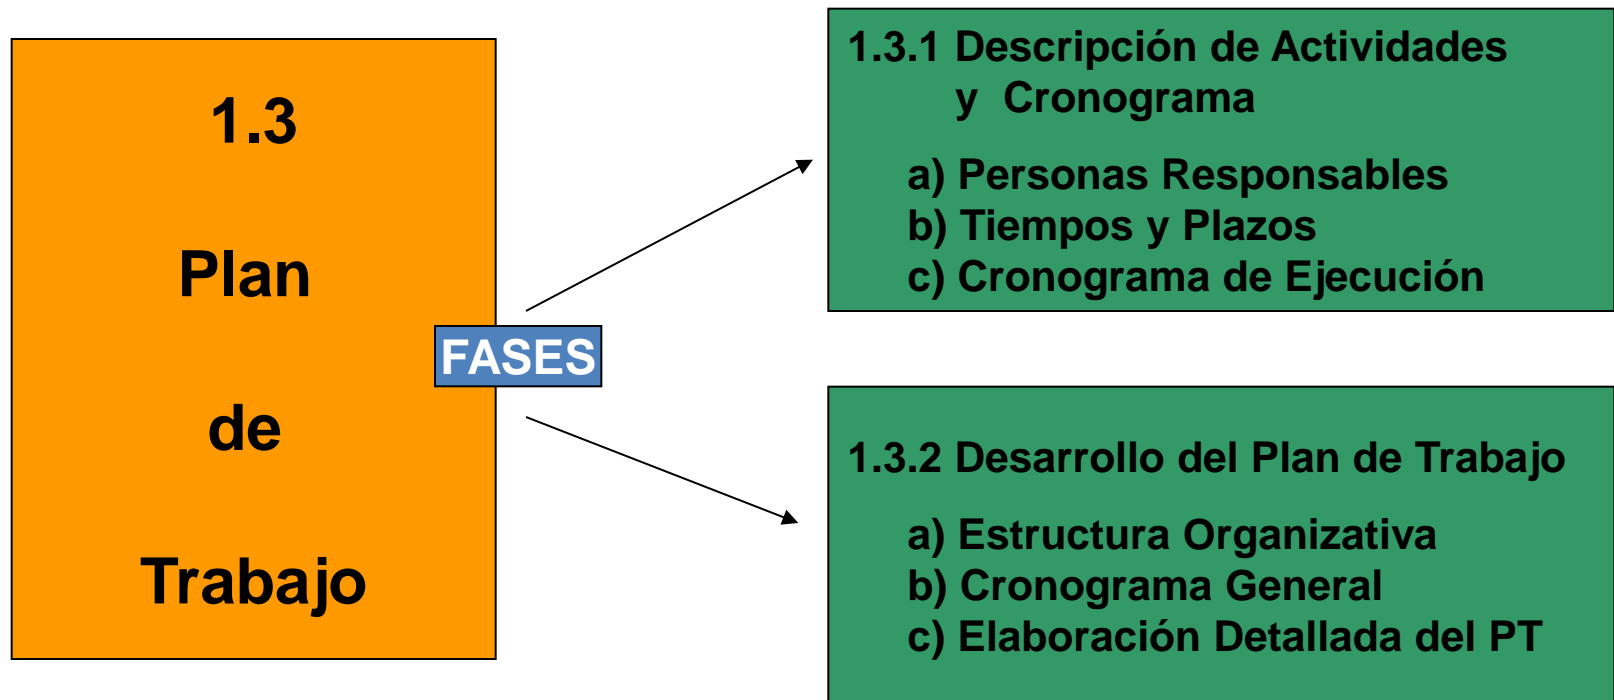 1.3
Plan
de
Trabajo
FASES
1.3.1 Descripción de Actividades
y Cronograma
a) Personas Responsables
b) Tiempos y Plazos
c) Cronograma de Ejecución
1.3.2 Desarrollo del Plan de Trabajo
a) Estructura Organizativa
b) Cronograma General
c) Elaboración Detallada del PT